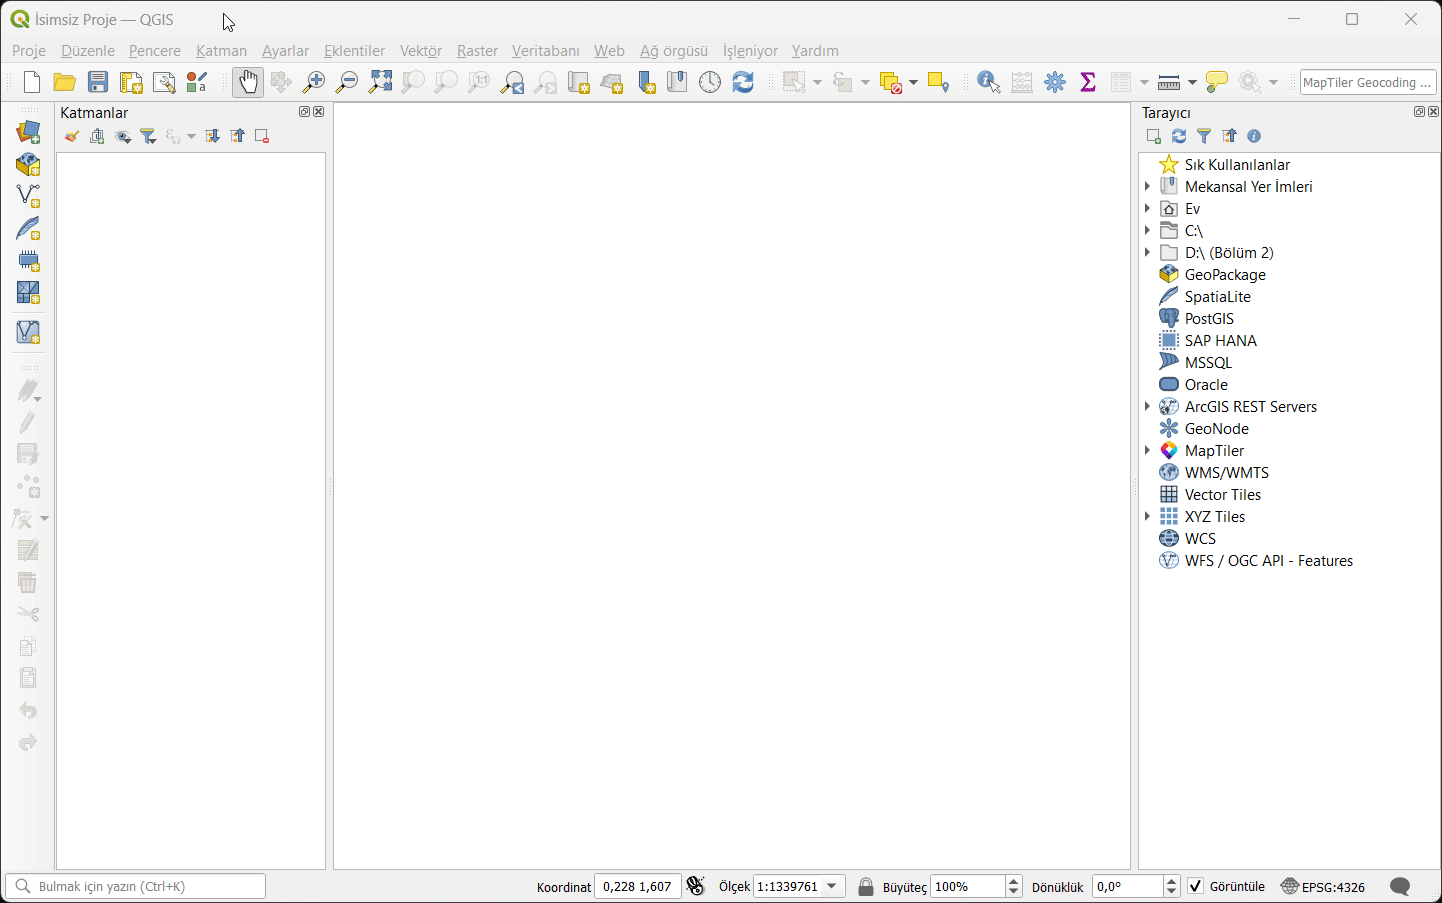 İsimsiz Proje — QGIS
Proje Düzenle Pencere Katman Ayarlar Eklentiler Vektör Raster Veritabanı Web Ağ örgüsü İşleniyor Yardım
MapTiler Geocoding ...
Katmanlar
Tarayıcı
Sık Kullanılanlar
Mekansal Yer İmleri
Ev
C:\
D:\ (Bölüm 2)
GeoPackage
SpatiaLite
PostGIS
SAP HANA
MSSQL
Oracle
ArcGIS REST Servers
GeoNode
MapTiler
WMS/WMTS
Vector Tiles
XYZ Tiles
WCS
WFS / OGC API - Features
Bulmak için yazın (Ctrl+K)
Koordinat 0,228 1,607 Ölçek 1:1339761 Büyüteç 100% Dönüklük 0,0° Görüntüle EPSG:4326